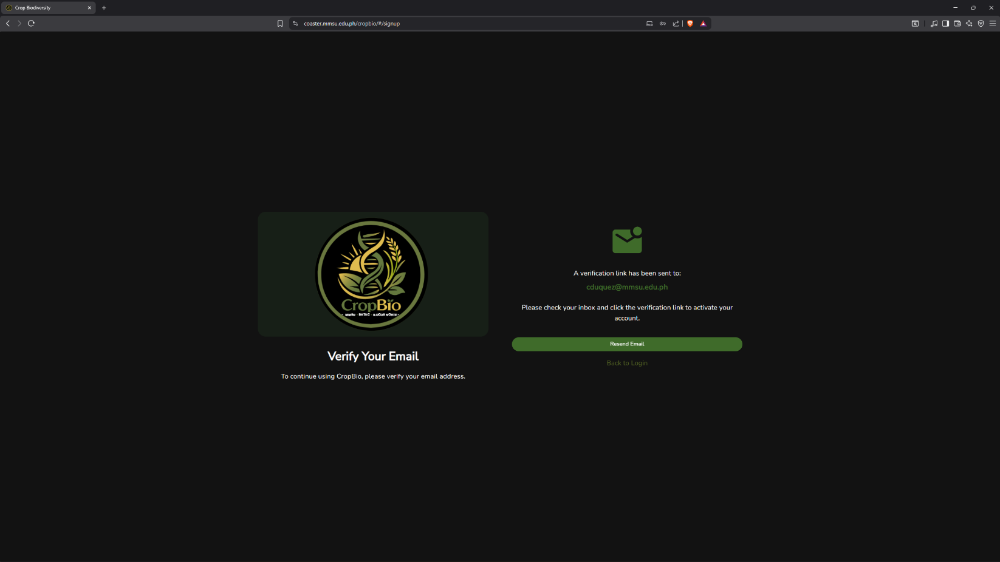 Crop Biodiversity
coaster.mmsu.edu.ph/cropbio/#/signup
CropBio
- MMSU · BATAC · ILOCOS NORTE -
Verify Your Email
To continue using CropBio, please verify your email address.
A verification link has been sent to:
cduquez@mmsu.edu.ph
Please check your inbox and click the verification link to activate your
account.
Resend Email
Back to Login